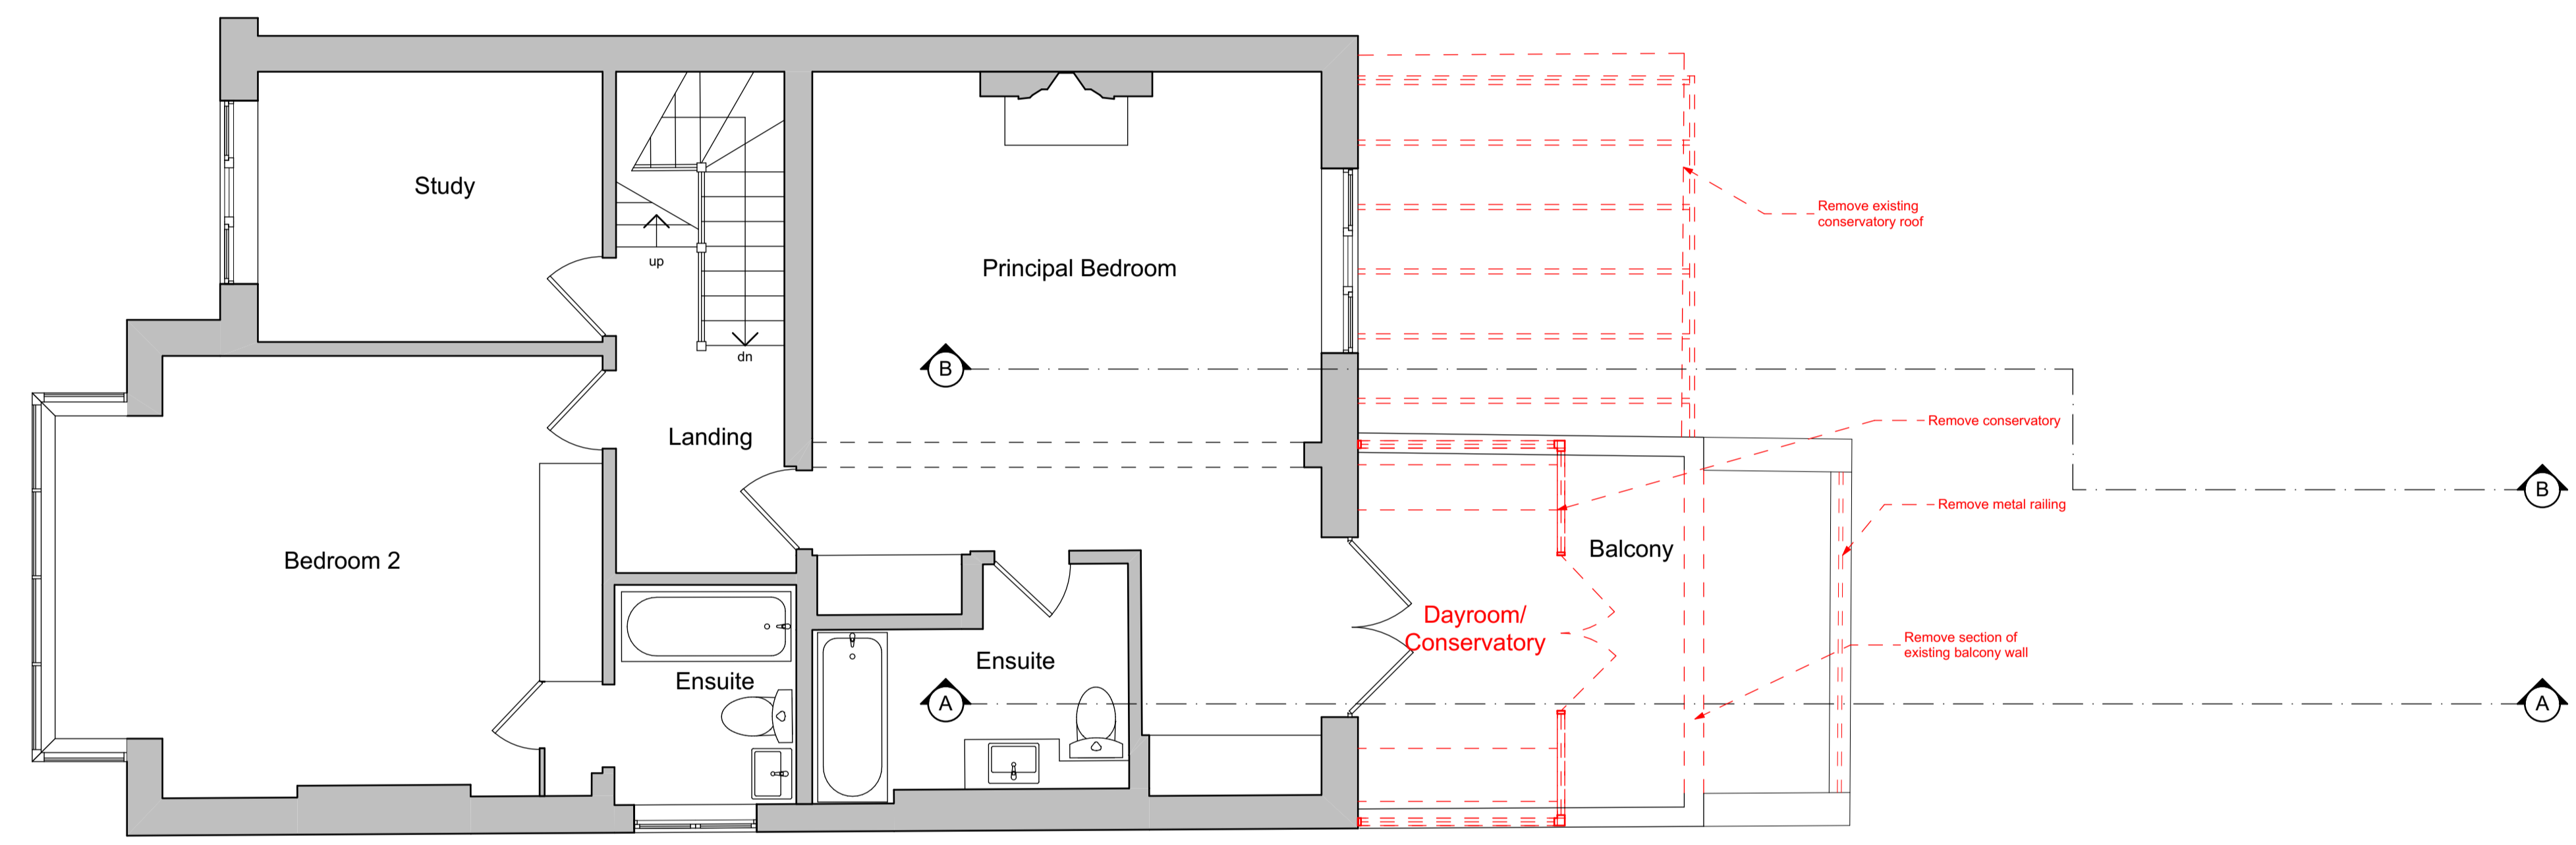 Study
up
dn
Principal Bedroom
Remove existing
conservatory roof
B
Landing
Remove conservatory
B
Remove metal railing
Bedroom 2
Balcony
Dayroom/
Conservatory
Remove section of
existing balcony wall
Ensuite
Ensuite
A
A